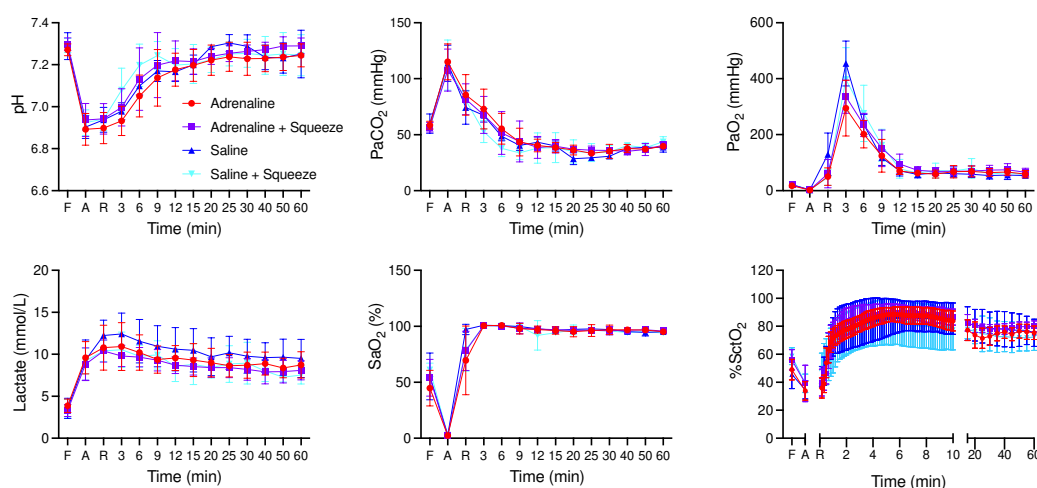 7.4
7.2
7.0
6.8
6.6
pH
F A R 3 6 9 12 15 20 25 30 40 50 60
Time (min)
Adrenaline
Adrenaline + Squeeze
Saline
Saline + Squeeze
150
100
50
0
PaCO2 (mmHg)
F A R 3 6 9 12 15 20 25 30 40 50 60
Time (min)
600
400
200
0
PaO2 (mmHg)
F A R 3 6 9 12 15 20 25 30 40 50 60
Time (min)
20
15
10
5
0
Lactate (mmol/L)
F A R 3 6 9 12 15 20 25 30 40 50 60
Time (min)
150
100
50
0
SaO2 (%)
F A R 3 6 9 12 15 20 25 30 40 50 60
Time (min)
120
100
80
60
40
20
0
%SctO2
F A R 2 4 6 8 10 20 40 60
Time (min)